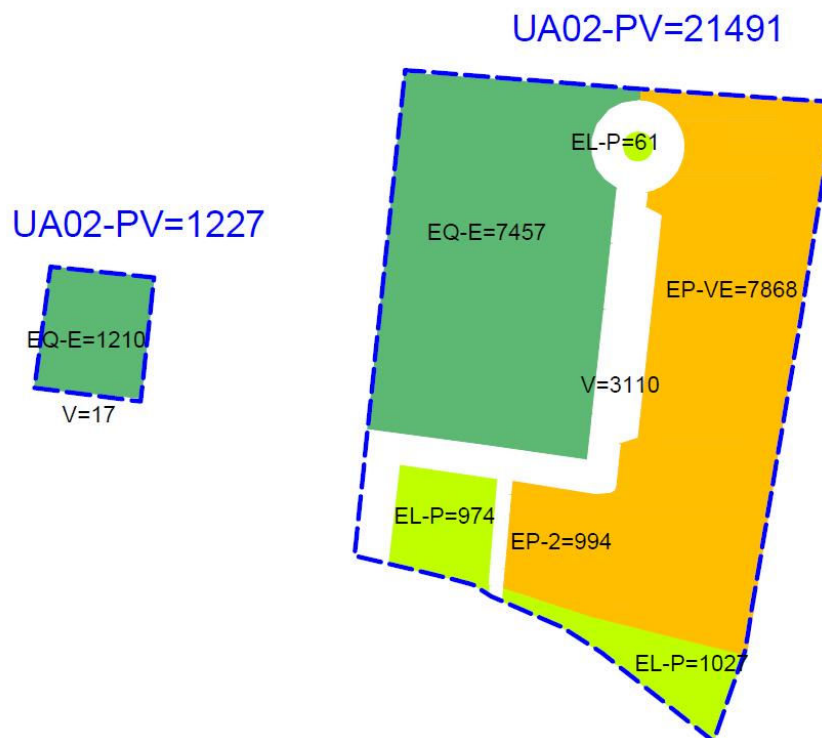 UA02-PV=21491
EL-P=61
UA02-PV=1227
EQ-E=7457
EP-VE=7868
EQ-E=1210
V=3110
V=17
EL-P=974
EP-2=994
EL-P=1027